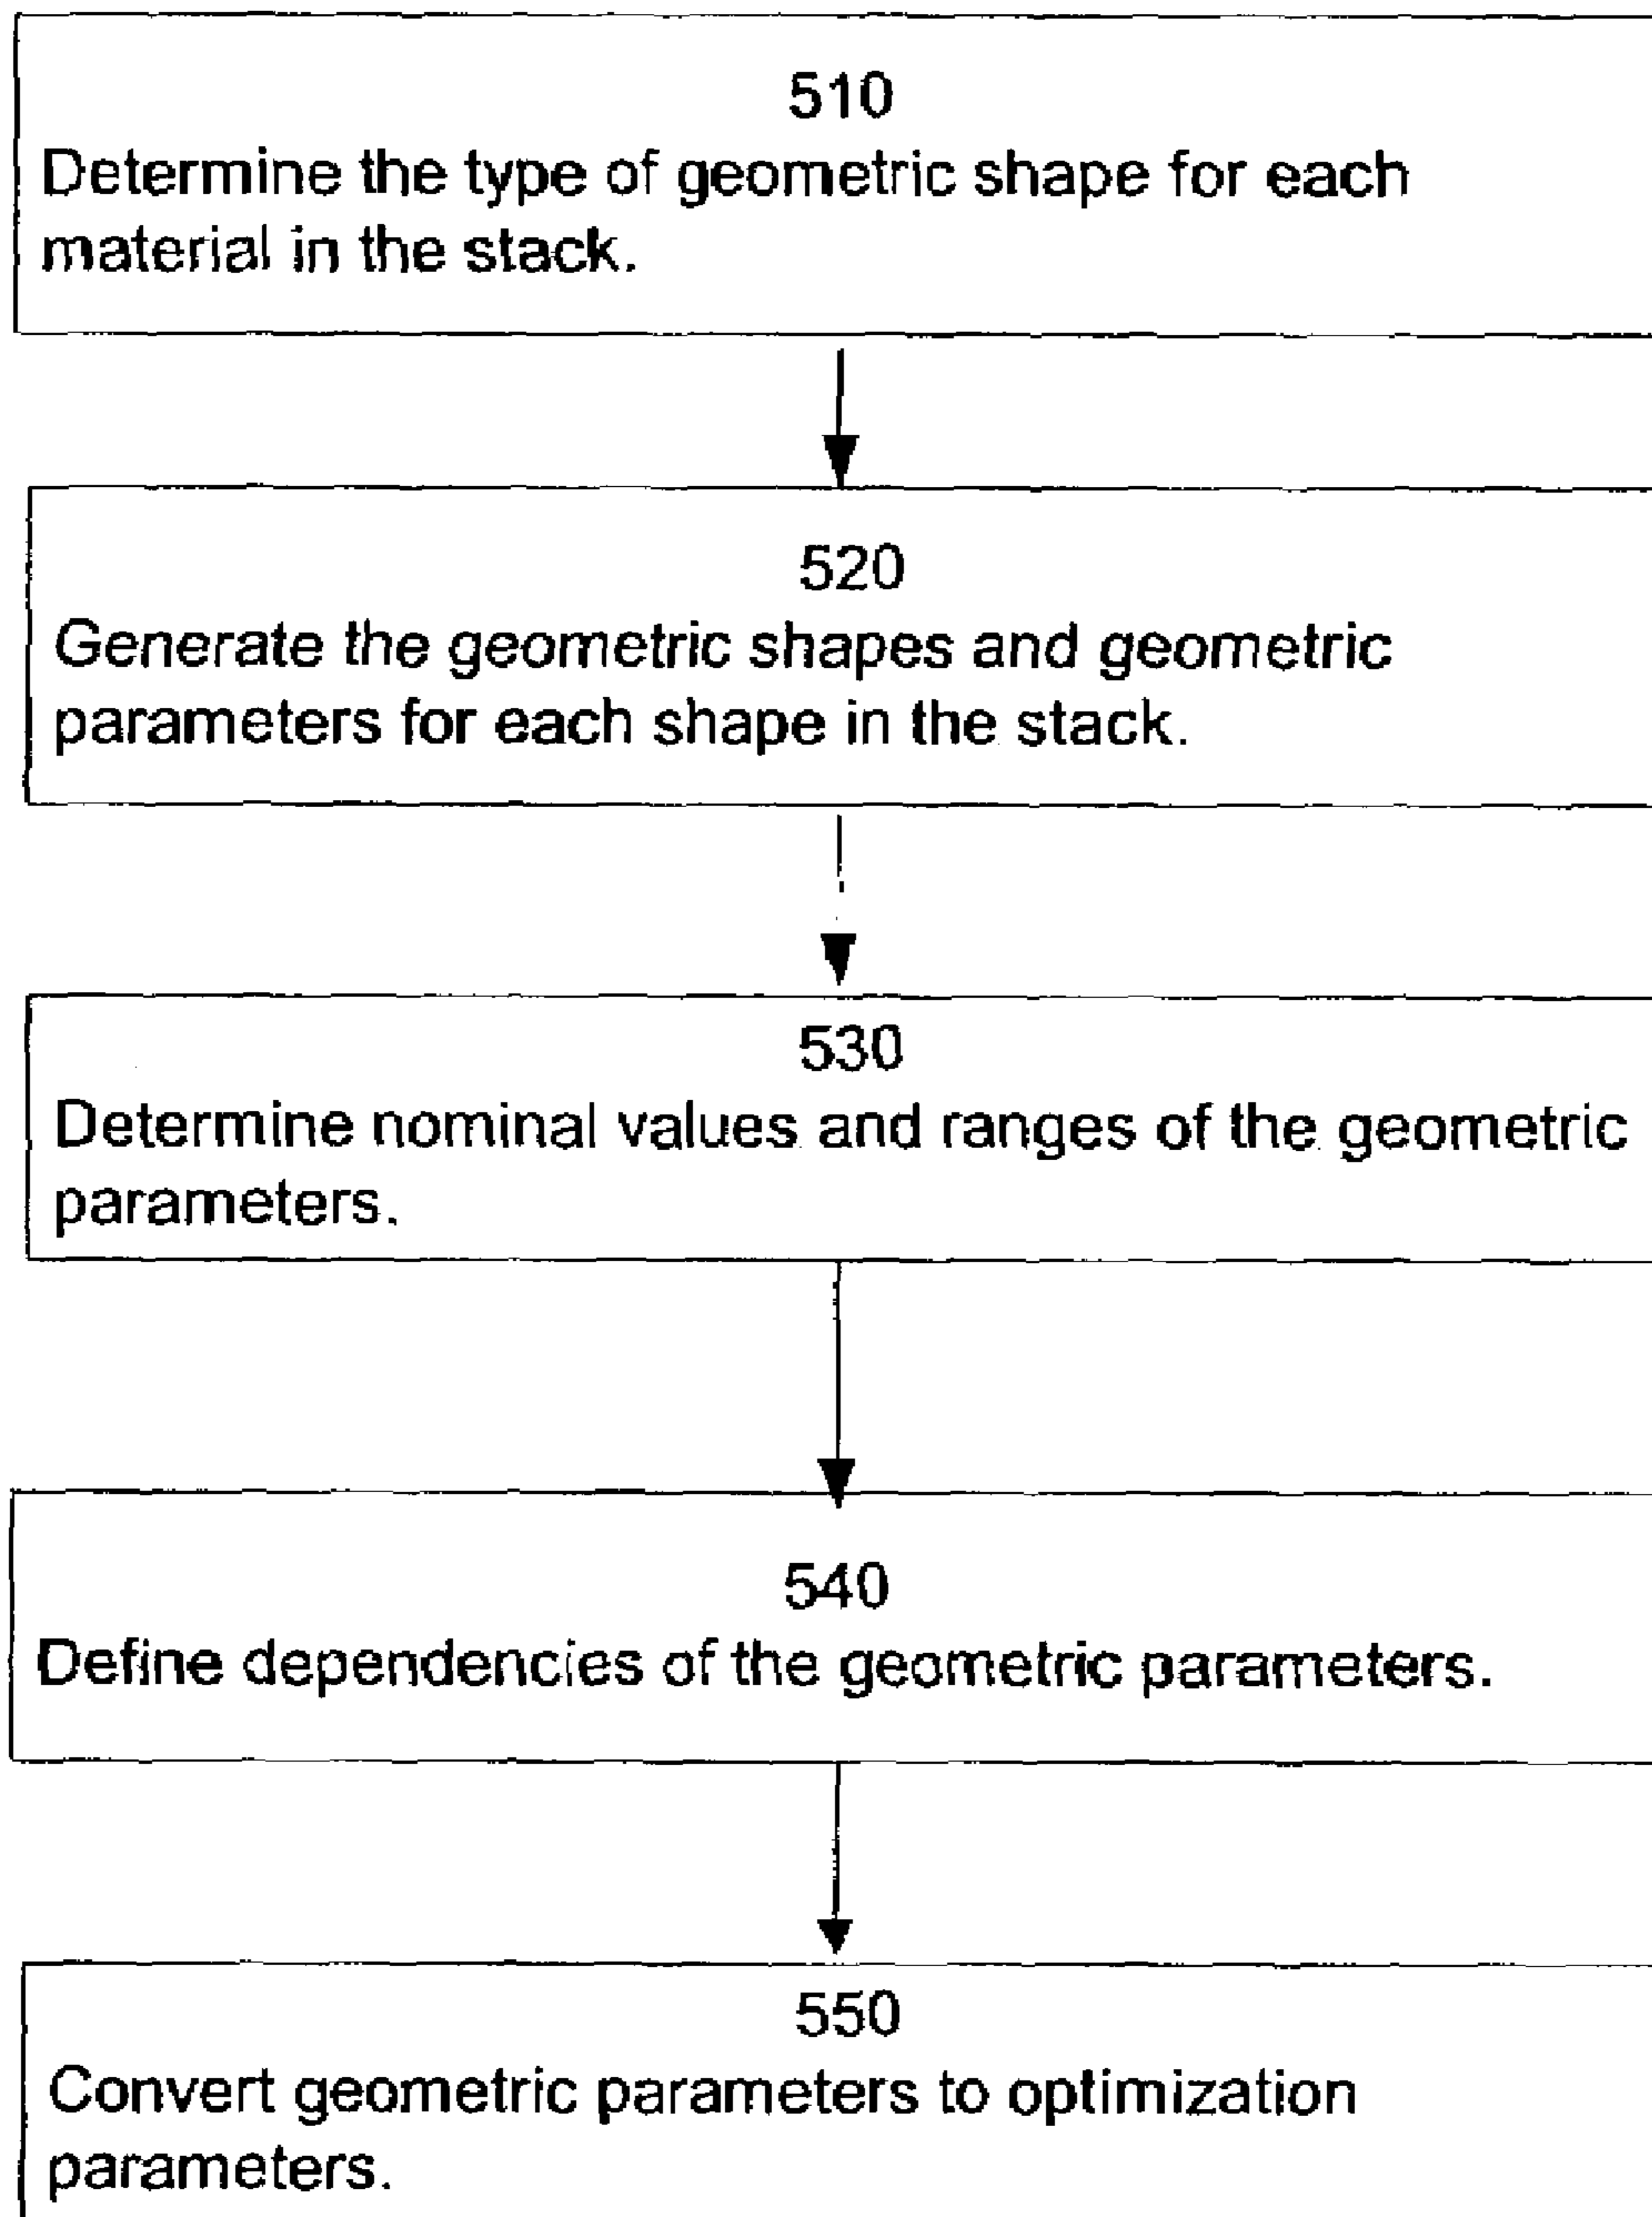 510
Determine the type of geometric shape for each
material in the stack.
520
Generate the geometric shapes and geometric
parameters for each shape in the stack.
530
Determine nominal values and ranges of the geometric
parameters.
540
Define dependencies of the geometric parameters.
550
Convert geometric parameters to optimization
parameters.